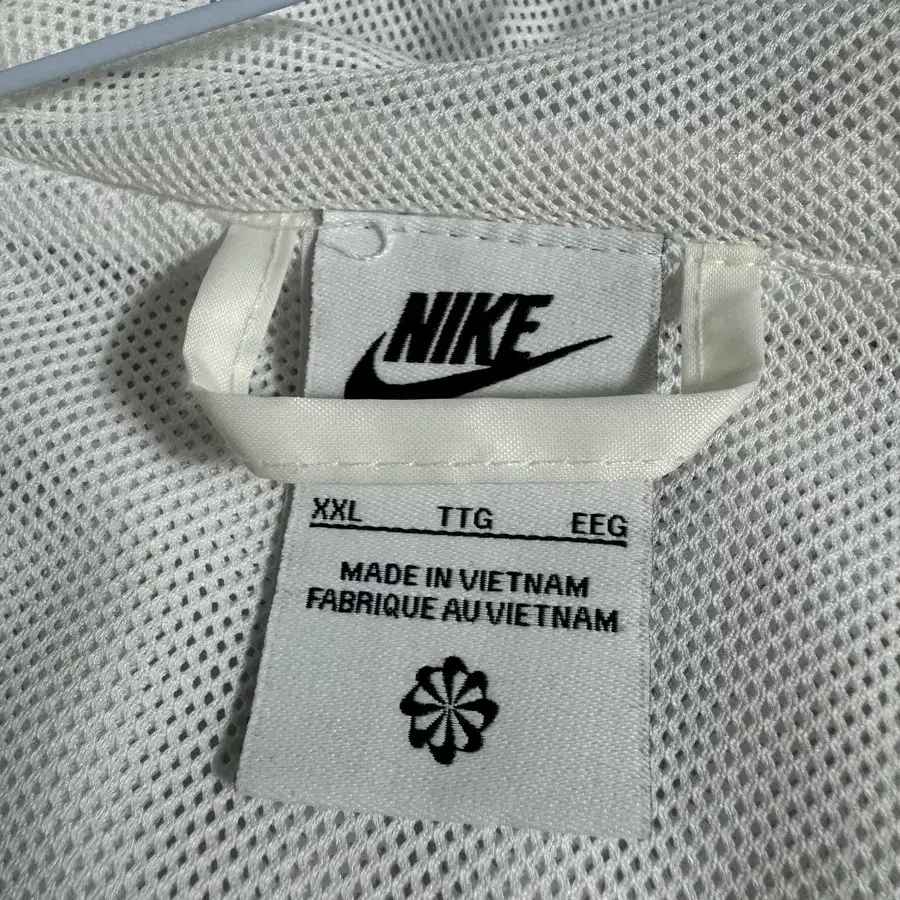 NIKE
XXL TTG EEG
MADE IN VIETNAM
FABRIQUE AU VIETNAM